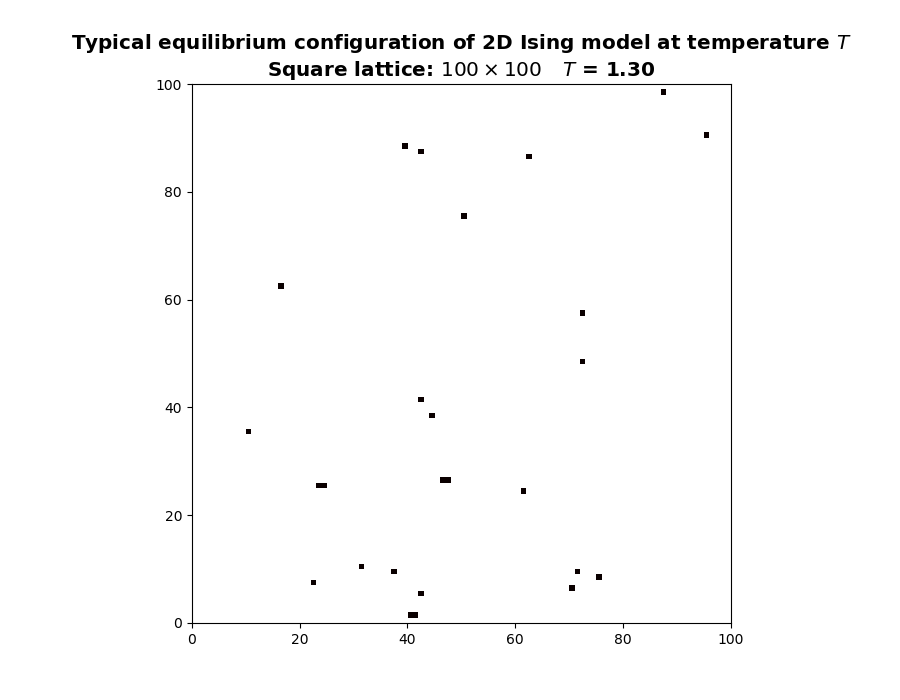 Typical equilibrium configuration of 2D Ising model at temperature T
Square lattice: 100 × 100 T = 1.30
100
80
60
40
20
0
0 20 40 60 80 100